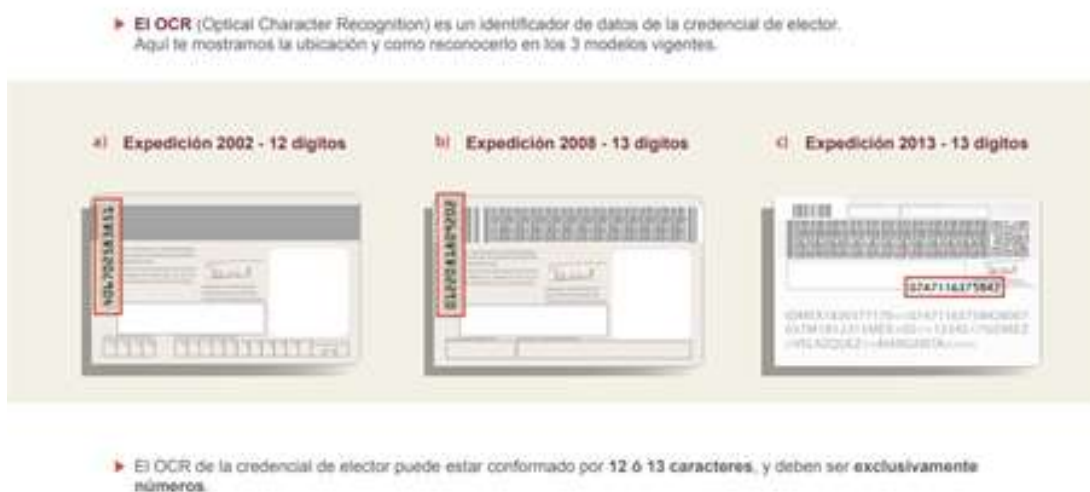 ▶ El OCR (Optical Character Recognition) es un identificador de datos de la credencial de elector.
Aquí te mostramos la ubicación y como reconocerlo en los 3 modelos vigentes.
a) Expedición 2002 - 12 dígitos
b) Expedición 2008 - 13 dígitos
c) Expedición 2013 - 13 dígitos
0747116375842
▶ El OCR de la credencial de elector puede estar conformado por 12 ó 13 caracteres, y deben ser exclusivamente
números.